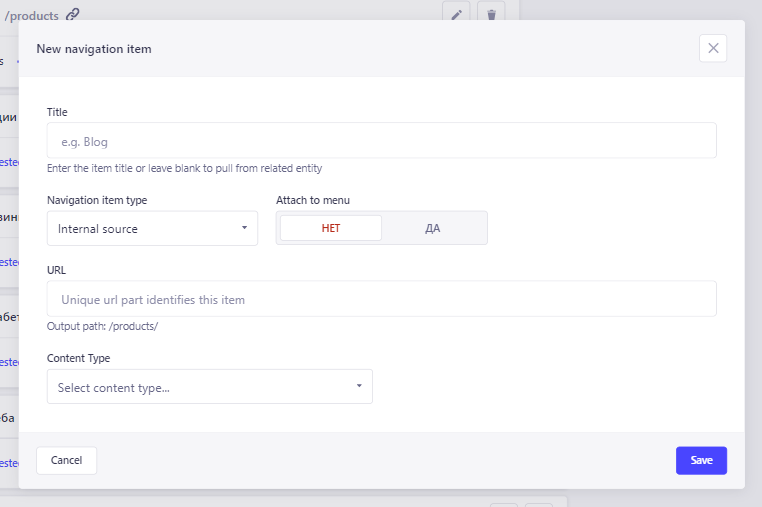 /products
New navigation item
Title
e.g. Blog
Enter the item title or leave blank to pull from related entity
Navigation item type
Attach to menu
Internal source
НЕТ
ДА
URL
Unique url part identifies this item
Output path: /products/
Content Type
Select content type...
Cancel
Save